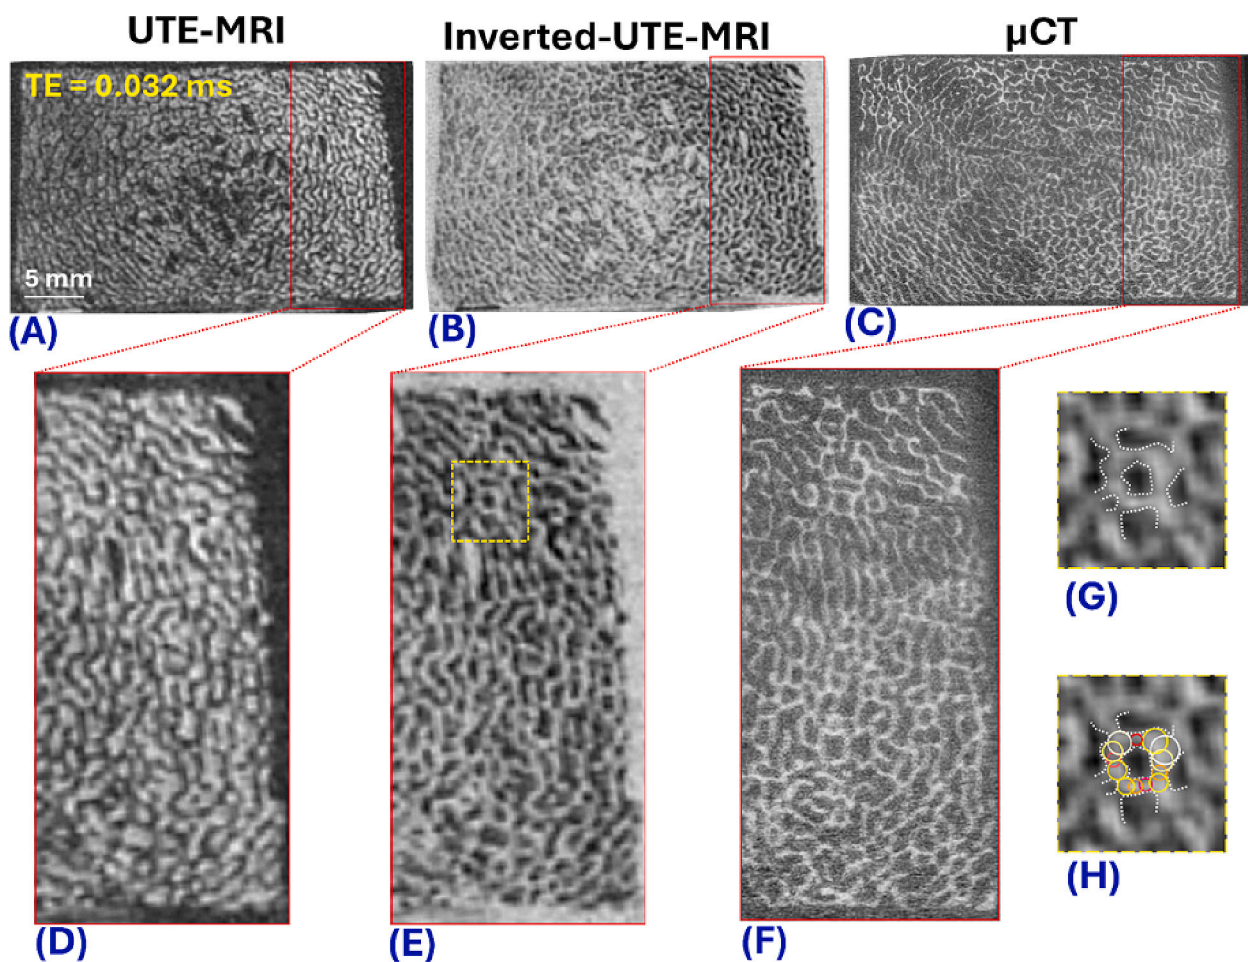 UTE-MRI
Inverted-UTE-MRI
µCT
TE = 0.032 ms
5 mm
(A)
(B)
(C)
(D)
(E)
(F)
(G)
(H)